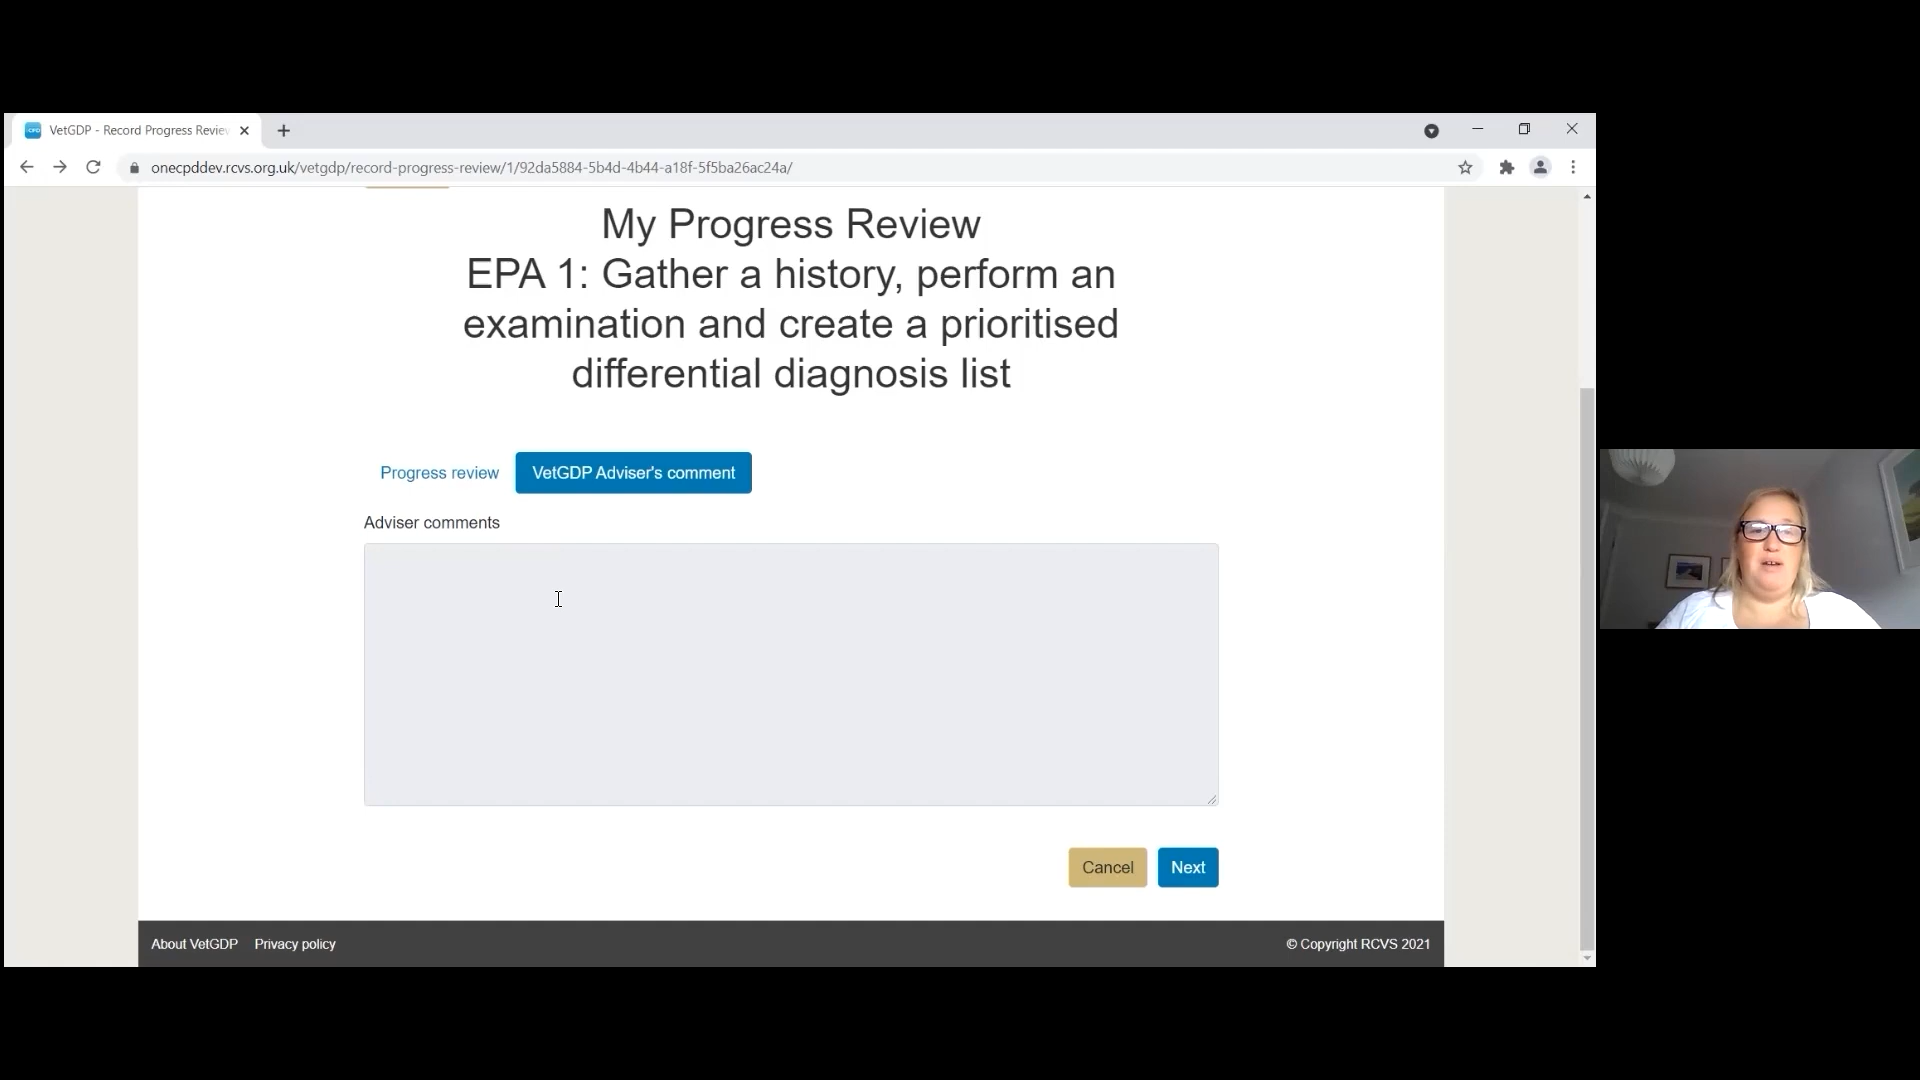 VetGDP - Record Progress Review
onecpddev.rcvs.org.uk/vetgdp/record-progress-review/1/92da5884-5b4d-4b44-a18f-5f5ba26ac24a/
My Progress Review
EPA 1: Gather a history, perform an
examination and create a prioritised
differential diagnosis list
Progress review
VetGDP Adviser's comment
Adviser comments
Cancel
Next
About VetGDP
Privacy policy
© Copyright RCVS 2021